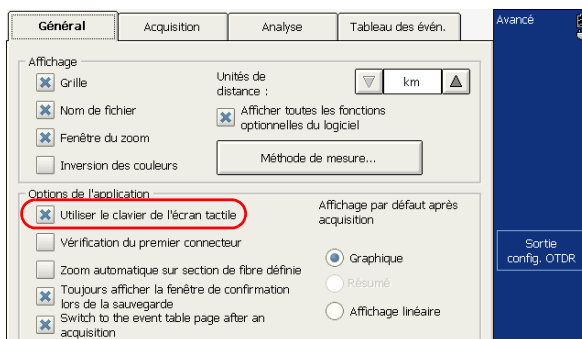 Général
Acquisition
Analyse
Tableau des évén.
Avancé
Affichage
Grille
Nom de fichier
Fenêtre du zoom
Inversion des couleurs
Unités de
distance :
km
Afficher toutes les fonctions
optionnelles du logiciel
Méthode de mesure...
Options de l'application
Utiliser le clavier de l'écran tactile
Vérification du premier connecteur
Zoom automatique sur section de fibre définie
Toujours afficher la fenêtre de confirmation
lors de la sauvegarde
Switch to the event table page after an
acquisition
Affichage par défaut après
acquisition
Graphique
Résumé
Affichage linéaire
Sortie
config. OTDR